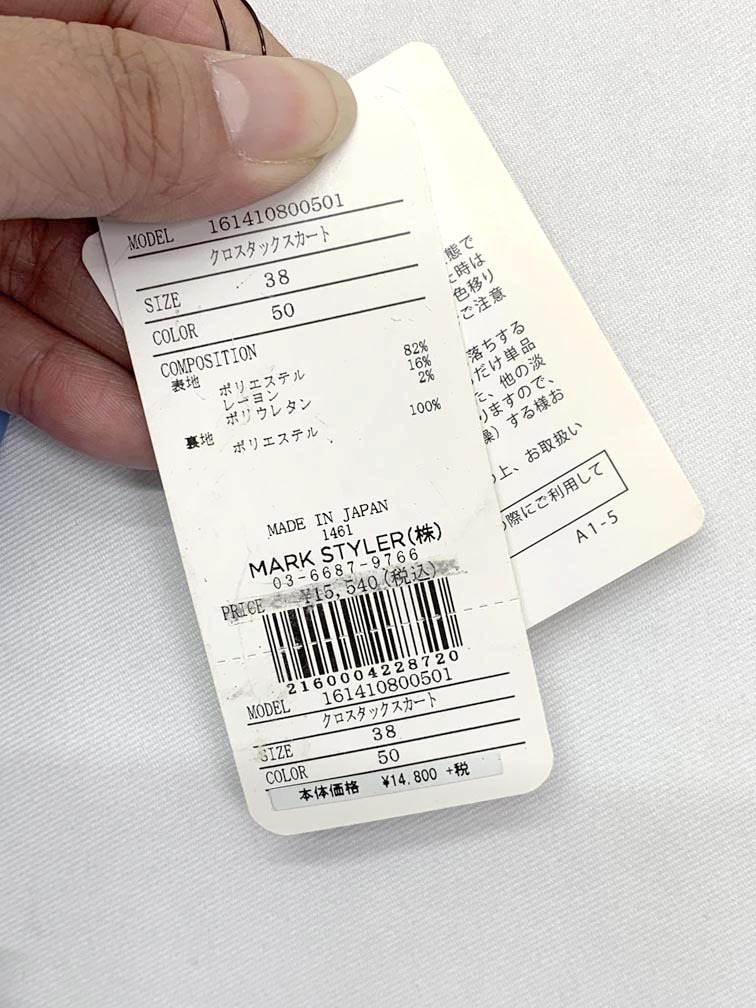 MODEL 161410800501
クロスタックスカート
SIZE 38
COLOR 50
COMPOSITION
表地 ポリエステル 82%
レーヨン 16%
ポリウレタン 2%
裏地 ポリエステル 100%
MADE IN JAPAN
1461
MARK STYLER(株)
03-6687-9766
PRICE ¥15,540(税込)
2160004228720
MODEL 161410800501
クロスタックスカート
SIZE 38
COLOR 50
本体価格 ¥14,800 +税
態で
た時は
色移り
ご注意
落ちする
だけ単品
た、他の淡
りますので、
する様お
上、お取扱い
の際にご利用して
A1-5